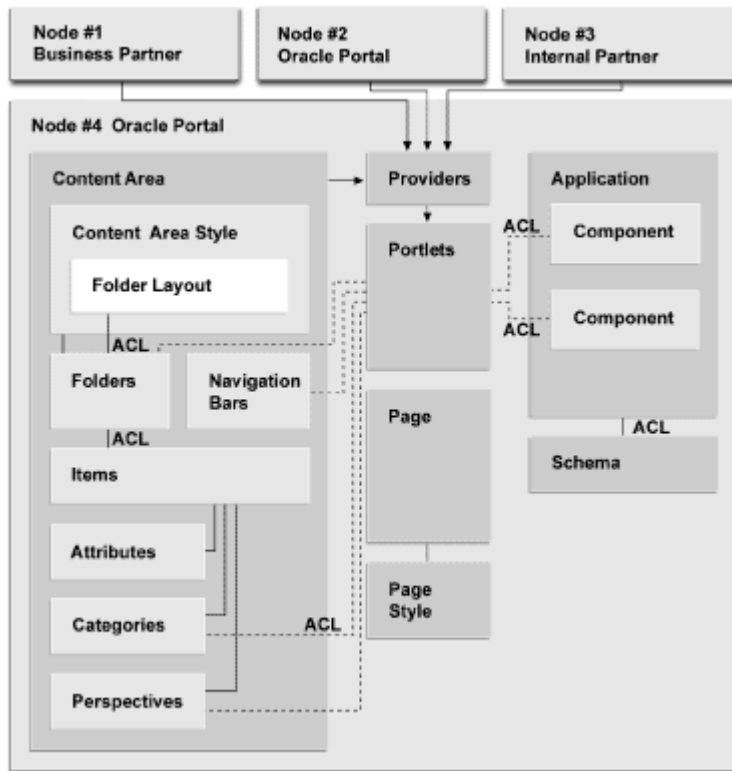 Node #1
Business Partner
Node #2
Oracle Portal
Node #3
Internal Partner
Node #4 Oracle Portal
Content Area
Content Area Style
Folder Layout
ACL
Folders
Navigation
Bars
ACL
Items
Attributes
Categories
ACL
Perspectives
Providers
Portlets
Page
Page
Style
Application
ACL
Component
Component
ACL
ACL
Schema